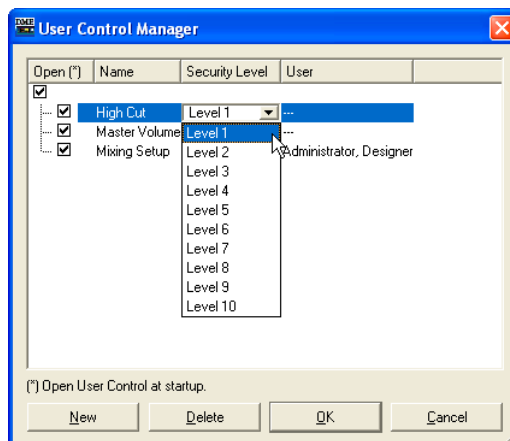 DME User Control Manager
Open (*) Name Security Level User
High Cut Level 1 ---
Master Volume Level 1 ---
Mixing Setup Level 2 Administrator, Designer
Level 3
Level 4
Level 5
Level 6
Level 7
Level 8
Level 9
Level 10
(*) Open User Control at startup.
New Delete OK Cancel